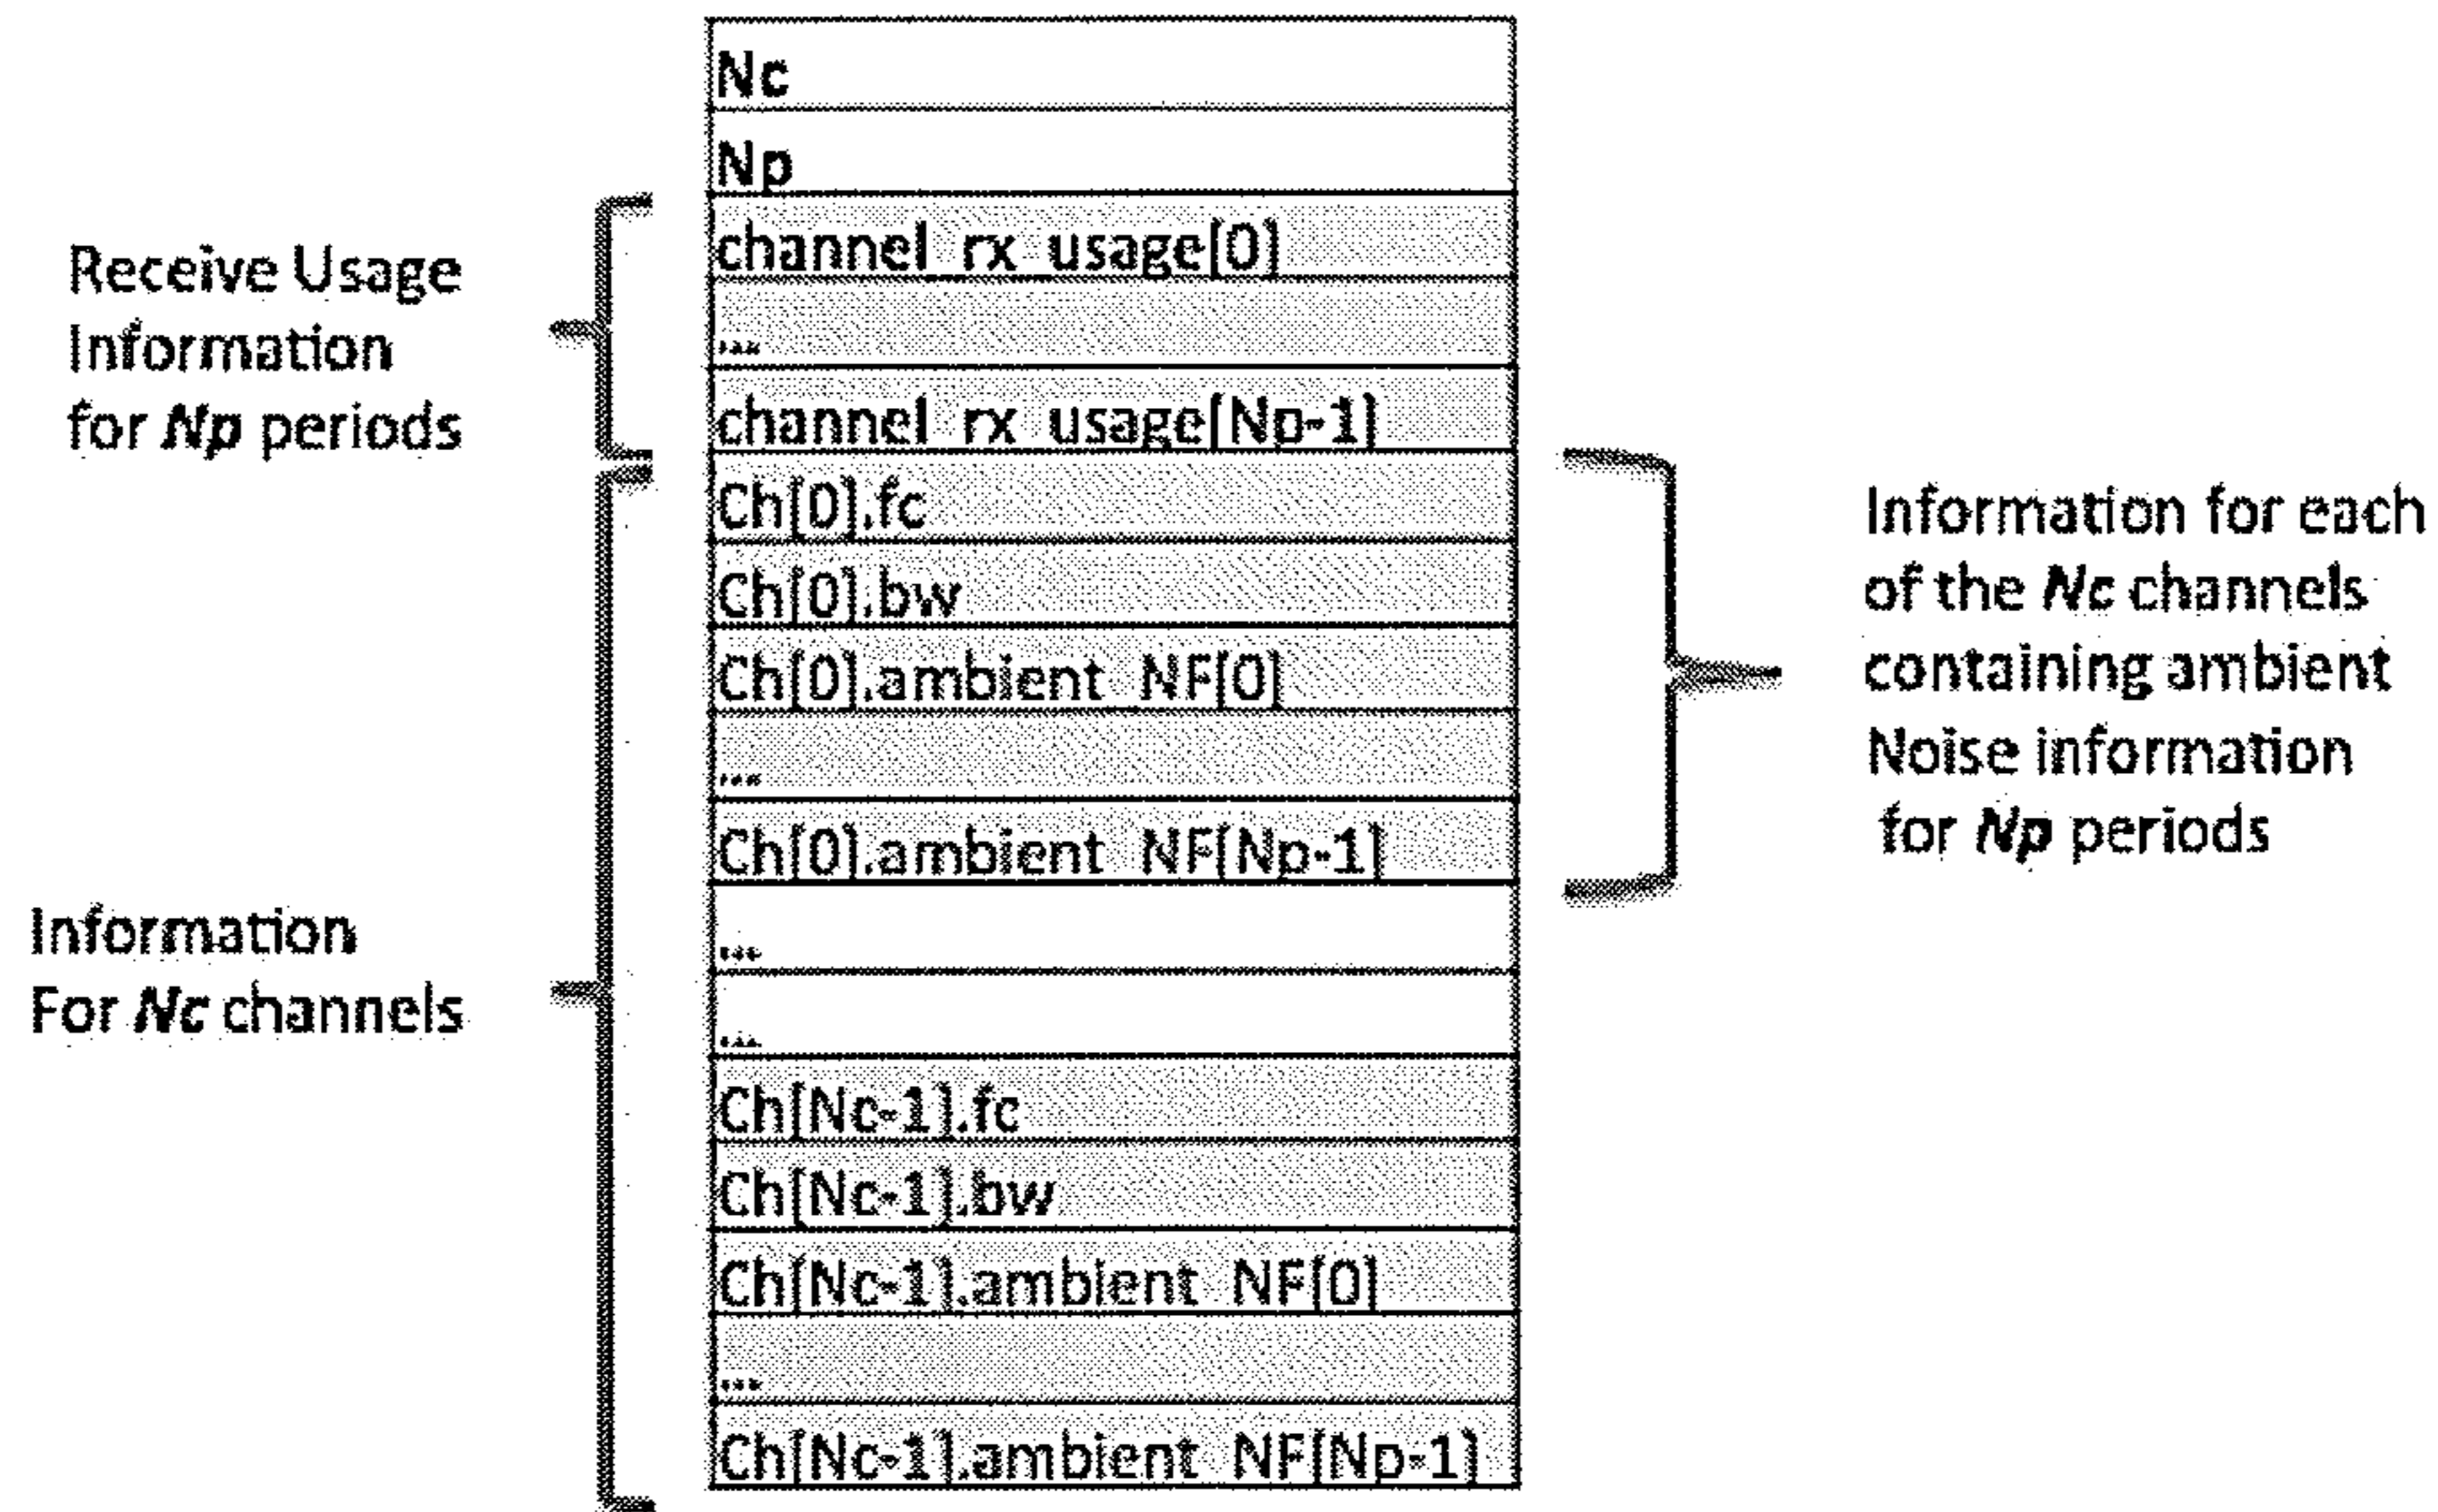 Nc
Np
channel_rx_usage[0]
...
channel_rx_usage[Np-1]
Ch[0].fc
Ch[0].bw
Ch[0].ambient_NF[0]
...
Ch[0].ambient_NF[Np-1]
...
...
Ch[Nc-1].fc
Ch[Nc-1].bw
Ch[Nc-1].ambient_NF[0]
...
Ch[Nc-1].ambient_NF[Np-1]
Receive Usage
Information
for Np periods
Information
For Nc channels
Information for each
of the Nc channels
containing ambient
Noise information
for Np periods